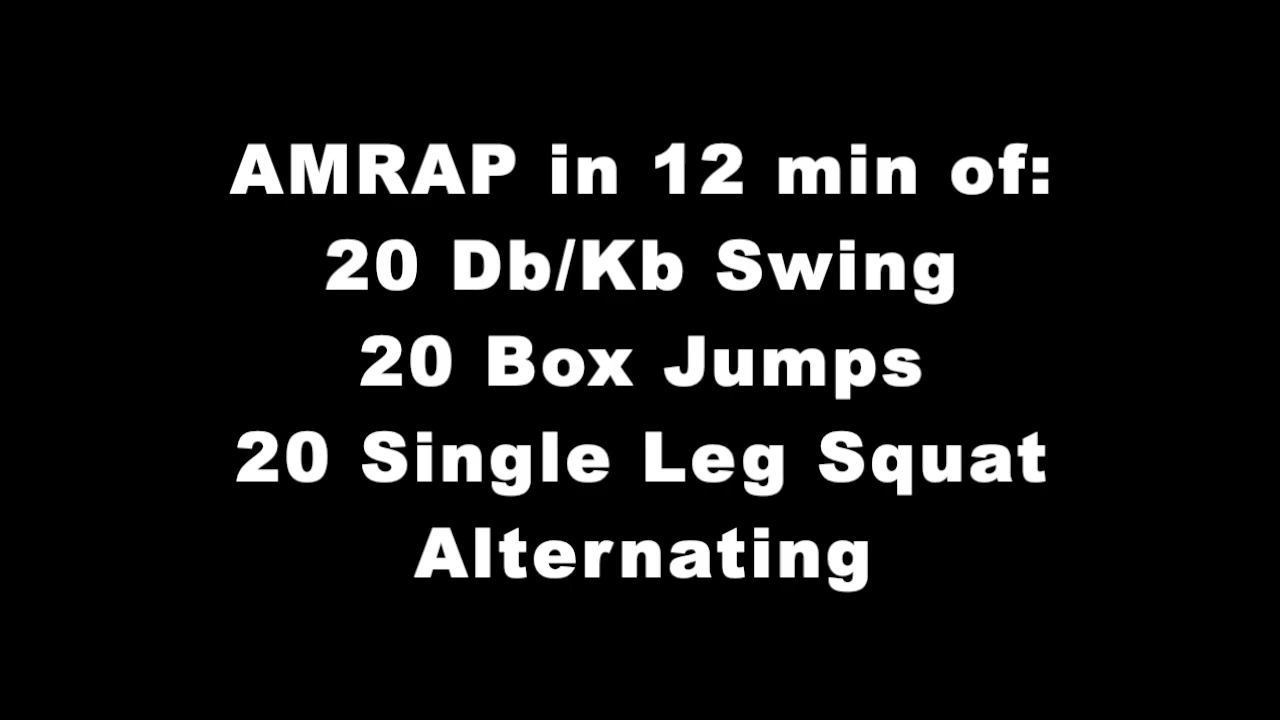 AMRAP in 12 min of:
20 Db/Kb Swing
20 Box Jumps
20 Single Leg Squat
Alternating